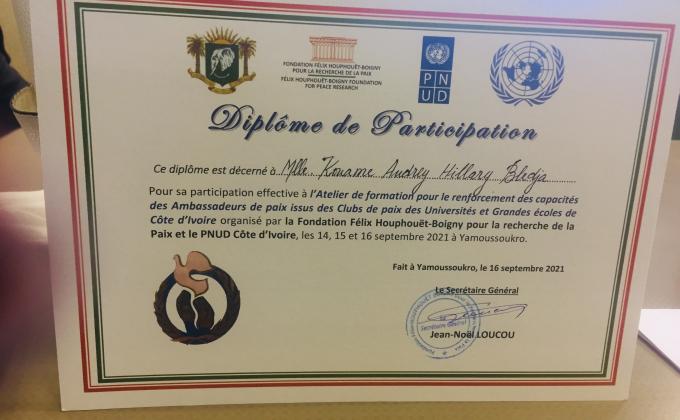 FONDATION FÉLIX HOUPHOUËT-BOIGNY
POUR LA RECHERCHE DE LA PAIX
FÉLIX HOUPHOUËT-BOIGNY FOUNDATION
FOR PEACE RESEARCH
P N
U D
Diplôme de Participation
Ce diplôme est décerné à Mlle Kouame Audrey Hillary Bledja
Pour sa participation effective à l'Atelier de formation pour le renforcement des capacités
des Ambassadeurs de paix issus des Clubs de paix des Universités et Grandes écoles de
Côte d'Ivoire organisé par la Fondation Félix Houphouët-Boigny pour la recherche de la
Paix et le PNUD Côte d'Ivoire, les 14, 15 et 16 septembre 2021 à Yamoussoukro.
Fait à Yamoussoukro, le 16 septembre 2021
Le Secrétaire Général
Secrétaire Général
Jean-Noël LOUCOU